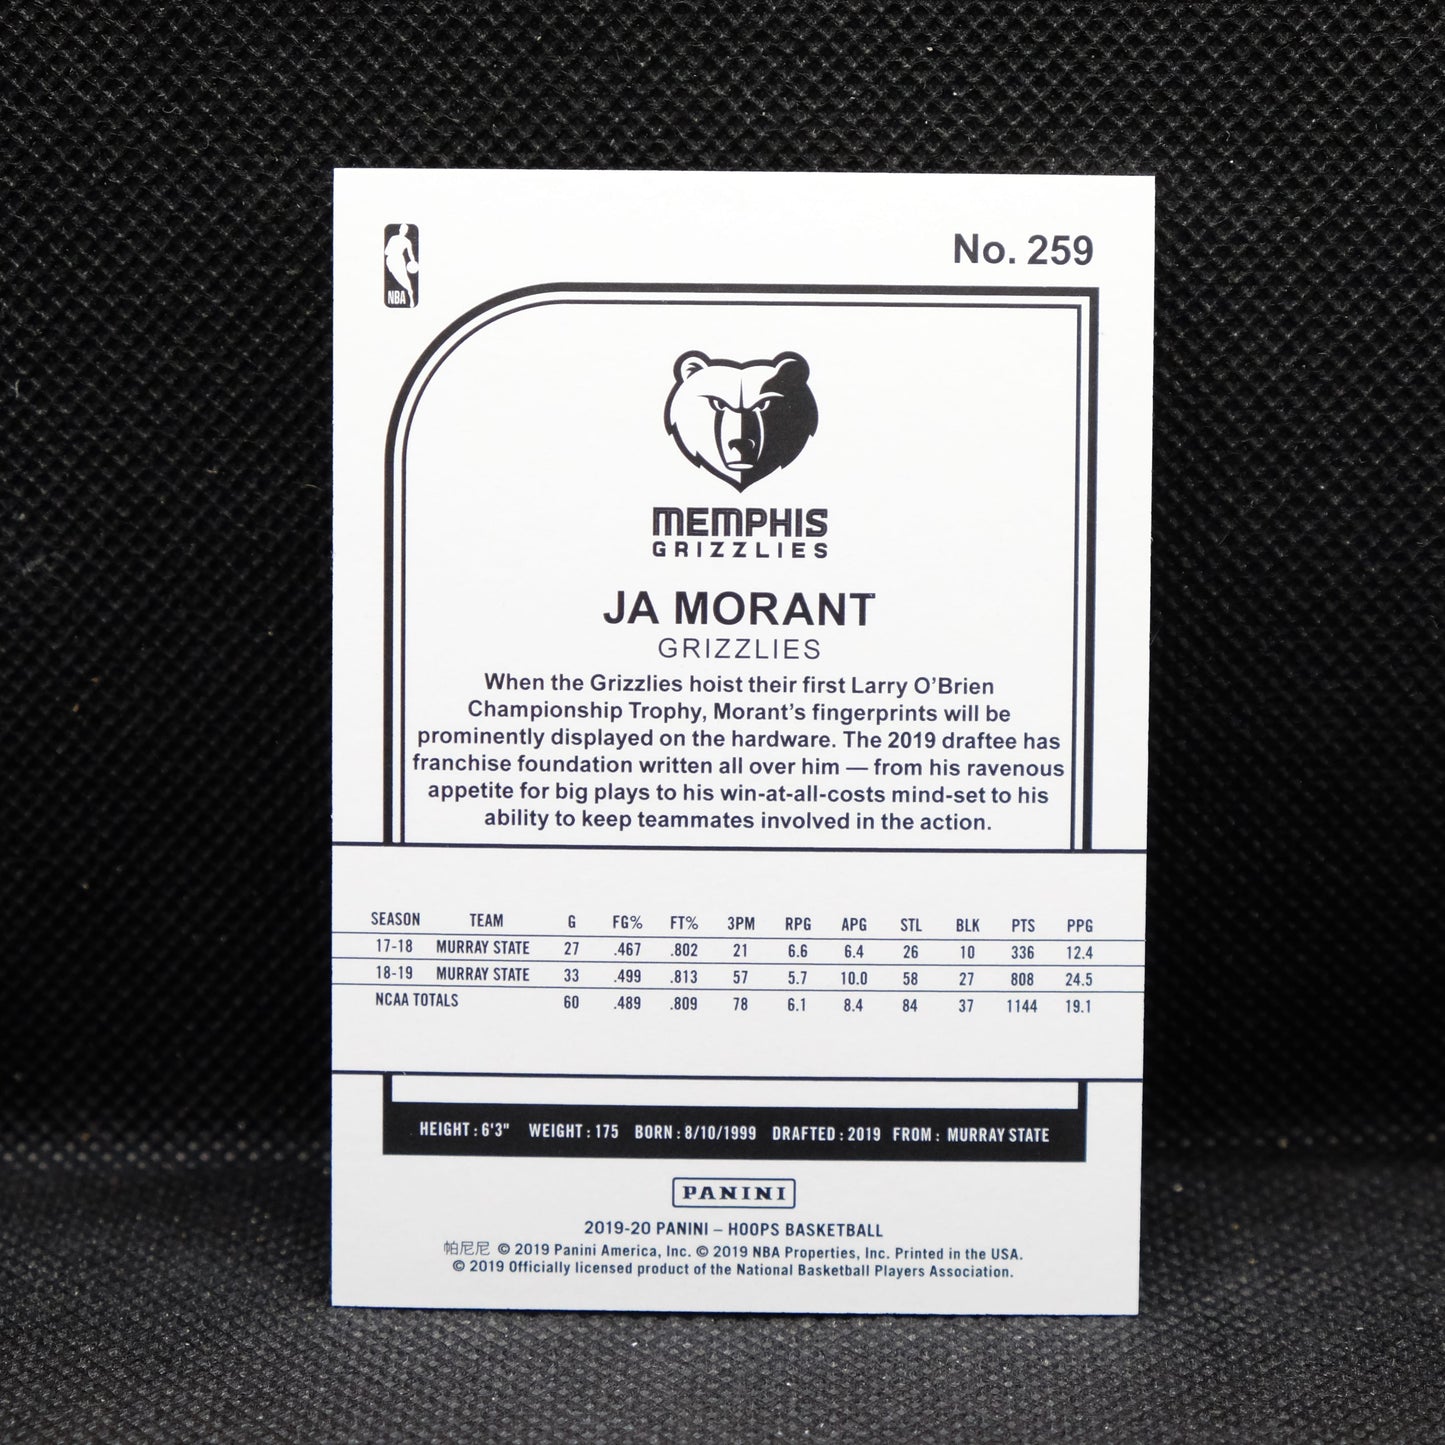 NBA
No. 259
MEMPHIS
GRIZZLIES
JA MORANT
GRIZZLIES
When the Grizzlies hoist their first Larry O’Brien
Championship Trophy, Morant’s fingerprints will be
prominently displayed on the hardware. The 2019 draftee has
franchise foundation written all over him — from his ravenous
appetite for big plays to his win-at-all-costs mind-set to his
ability to keep teammates involved in the action.
SEASON TEAM G FG% FT% 3PM RPG APG STL BLK PTS PPG
17-18 MURRAY STATE 27 .467 .802 21 6.6 6.4 26 10 336 12.4
18-19 MURRAY STATE 33 .499 .813 57 5.7 10.0 58 27 808 24.5
NCAA TOTALS 60 .489 .809 78 6.1 8.4 84 37 1144 19.1
HEIGHT : 6'3" WEIGHT : 175 BORN : 8/10/1999 DRAFTED : 2019 FROM : MURRAY STATE
PANINI
2019-20 PANINI – HOOPS BASKETBALL
帕尼尼 © 2019 Panini America, Inc. © 2019 NBA Properties, Inc. Printed in the USA.
© 2019 Officially licensed product of the National Basketball Players Association.